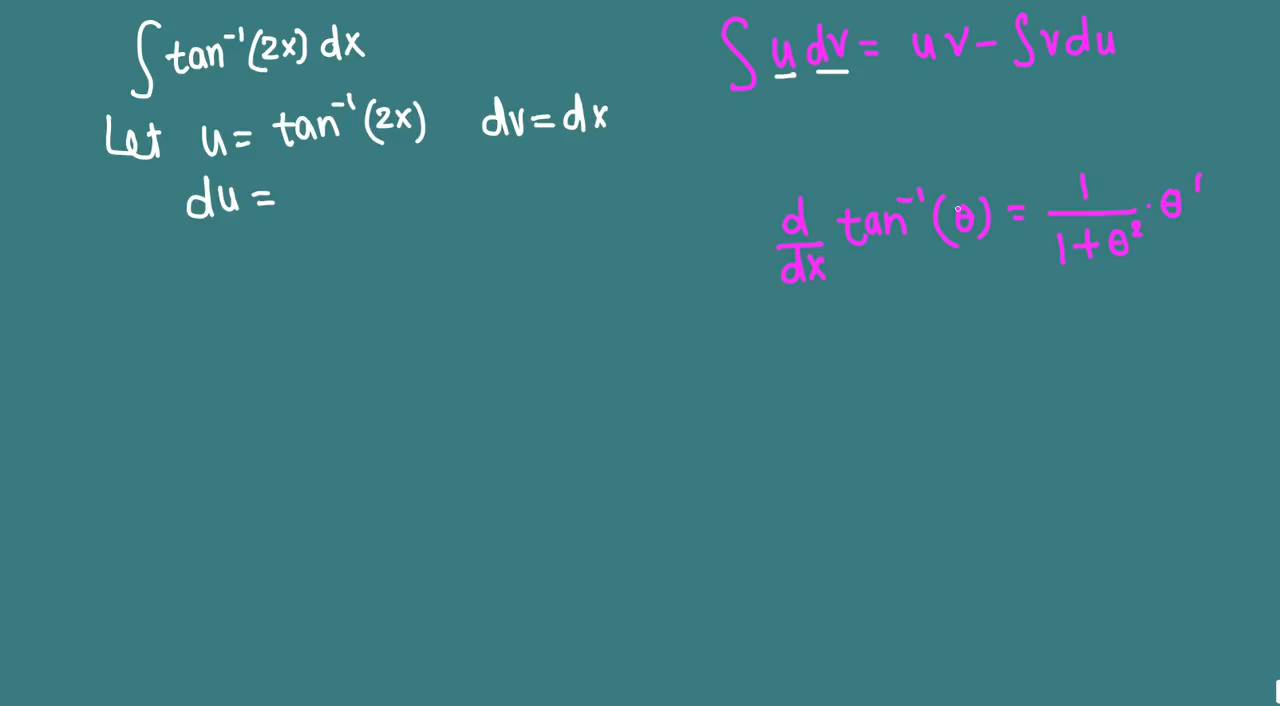 ∫ tan⁻¹(2x) dx
Let u = tan⁻¹(2x) dv = dx
du =
∫ u dv = uv − ∫ v du
d/dx tan⁻¹(θ) = 1/(1+θ²) · θ'